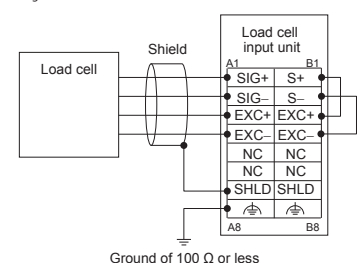 Load cell
input unit
Shield
A1 B1
Load cell
SIG+ S+
SIG– S–
EXC+ EXC+
EXC– EXC–
NC NC
NC NC
SHLD SHLD
A8 B8
Ground of 100 Ω or less